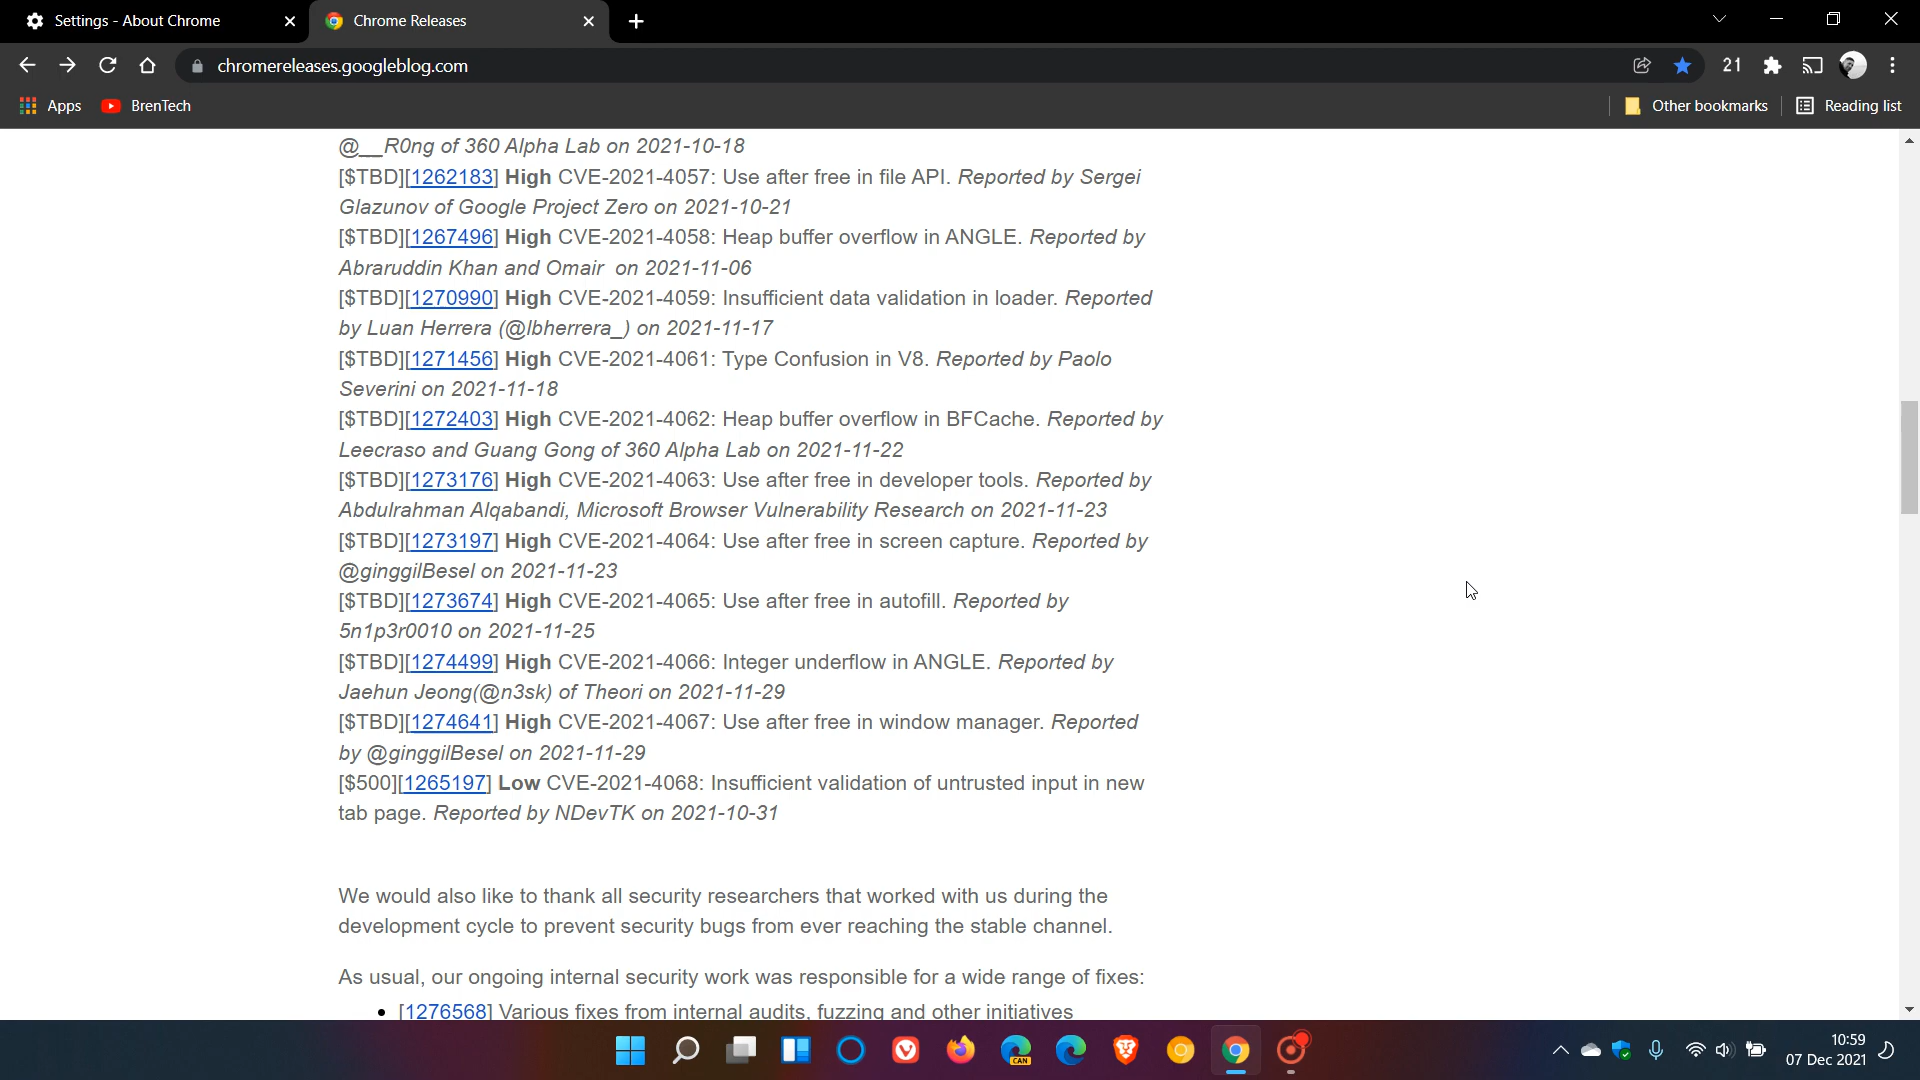 Settings - About Chrome
Chrome Releases
chromereleases.googleblog.com
21
Apps
BrenTech
Other bookmarks
Reading list
@__R0ng of 360 Alpha Lab on 2021-10-18
[$TBD][1262183] High CVE-2021-4057: Use after free in file API. Reported by Sergei
Glazunov of Google Project Zero on 2021-10-21
[$TBD][1267496] High CVE-2021-4058: Heap buffer overflow in ANGLE. Reported by
Abraruddin Khan and Omair  on 2021-11-06
[$TBD][1270990] High CVE-2021-4059: Insufficient data validation in loader. Reported
by Luan Herrera (@lbherrera_) on 2021-11-17
[$TBD][1271456] High CVE-2021-4061: Type Confusion in V8. Reported by Paolo
Severini on 2021-11-18
[$TBD][1272403] High CVE-2021-4062: Heap buffer overflow in BFCache. Reported by
Leecraso and Guang Gong of 360 Alpha Lab on 2021-11-22
[$TBD][1273176] High CVE-2021-4063: Use after free in developer tools. Reported by
Abdulrahman Alqabandi, Microsoft Browser Vulnerability Research on 2021-11-23
[$TBD][1273197] High CVE-2021-4064: Use after free in screen capture. Reported by
@ginggilBesel on 2021-11-23
[$TBD][1273674] High CVE-2021-4065: Use after free in autofill. Reported by
5n1p3r0010 on 2021-11-25
[$TBD][1274499] High CVE-2021-4066: Integer underflow in ANGLE. Reported by
Jaehun Jeong(@n3sk) of Theori on 2021-11-29
[$TBD][1274641] High CVE-2021-4067: Use after free in window manager. Reported
by @ginggilBesel on 2021-11-29
[$500][1265197] Low CVE-2021-4068: Insufficient validation of untrusted input in new
tab page. Reported by NDevTK on 2021-10-31
We would also like to thank all security researchers that worked with us during the
development cycle to prevent security bugs from ever reaching the stable channel.
As usual, our ongoing internal security work was responsible for a wide range of fixes:
• [1276568] Various fixes from internal audits, fuzzing and other initiatives
CAN
10:59
07 Dec 2021